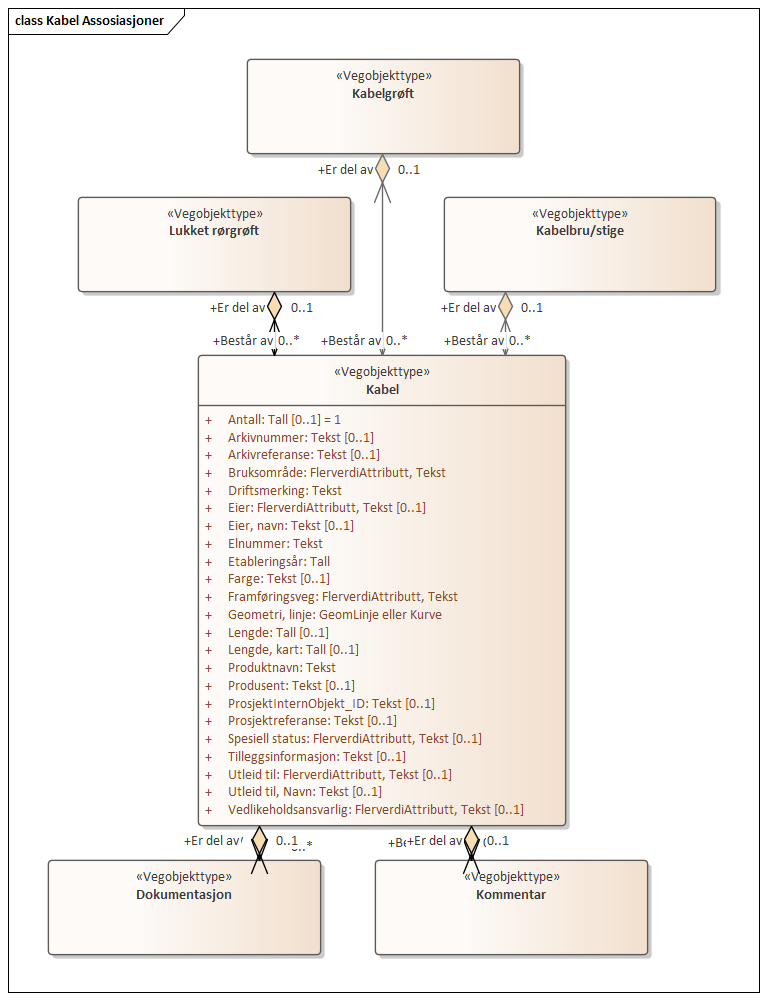 class Kabel Assosiasjoner
«Vegobjekttype»
Kabelgrøft
+Er del av 0..1
«Vegobjekttype»
Lukket rørgrøft
«Vegobjekttype»
Kabelbru/stige
+Er del av 0..1
+Er del av 0..1
+Består av 0..*
+Består av 0..*
+Består av 0..*
«Vegobjekttype»
Kabel
+ Antall: Tall [0..1] = 1
+ Arkivnummer: Tekst [0..1]
+ Arkivreferanse: Tekst [0..1]
+ Bruksområde: FlerverdiAttributt, Tekst
+ Driftsmerking: Tekst
+ Eier: FlerverdiAttributt, Tekst [0..1]
+ Eier, navn: Tekst [0..1]
+ Elnummer: Tekst
+ Etableringsår: Tall
+ Farge: Tekst [0..1]
+ Framføringsveg: FlerverdiAttributt, Tekst
+ Geometri, linje: GeomLinje eller Kurve
+ Lengde: Tall [0..1]
+ Lengde, kart: Tall [0..1]
+ Produktnavn: Tekst
+ Produsent: Tekst [0..1]
+ ProsjektInternObjekt_ID: Tekst [0..1]
+ Prosjektreferanse: Tekst [0..1]
+ Spesiell status: FlerverdiAttributt, Tekst [0..1]
+ Tilleggsinformasjon: Tekst [0..1]
+ Utleid til: FlerverdiAttributt, Tekst [0..1]
+ Utleid til, Navn: Tekst [0..1]
+ Vedlikeholdsansvarlig: FlerverdiAttributt, Tekst [0..1]
+Er del av 0..1
+Er del av 0..1
«Vegobjekttype»
Dokumentasjon
«Vegobjekttype»
Kommentar